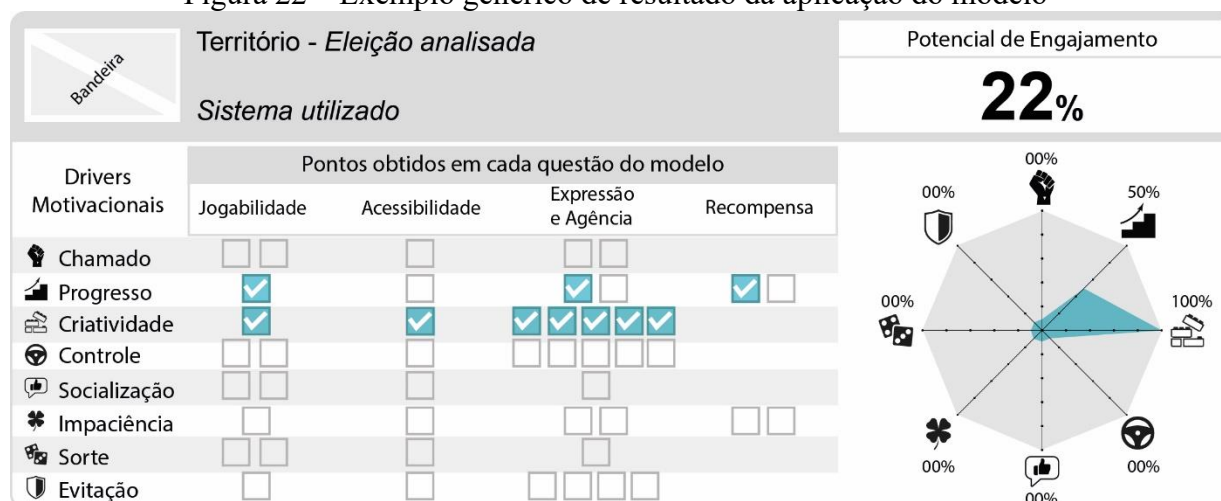 Figura 22 – Exemplo genérico de resultado da aplicação do modelo
Bandeira
Território - Eleição analisada
Sistema utilizado
Potencial de Engajamento
22%
Drivers
Motivacionais
Pontos obtidos em cada questão do modelo
Jogabilidade
Acessibilidade
Expressão
e Agência
Recompensa
Chamado
Progresso
Criatividade
Controle
Socialização
Impaciência
Sorte
Evitação
00%
00%
50%
00%
100%
00%
00%
00%